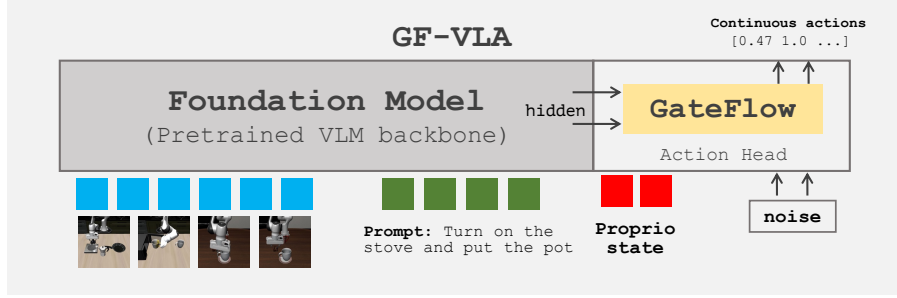 GF-VLA
Continuous actions
[0.47 1.0 ...]
Foundation Model
(Pretrained VLM backbone)
hidden
GateFlow
Action Head
Prompt: Turn on the
stove and put the pot
Proprio
state
noise